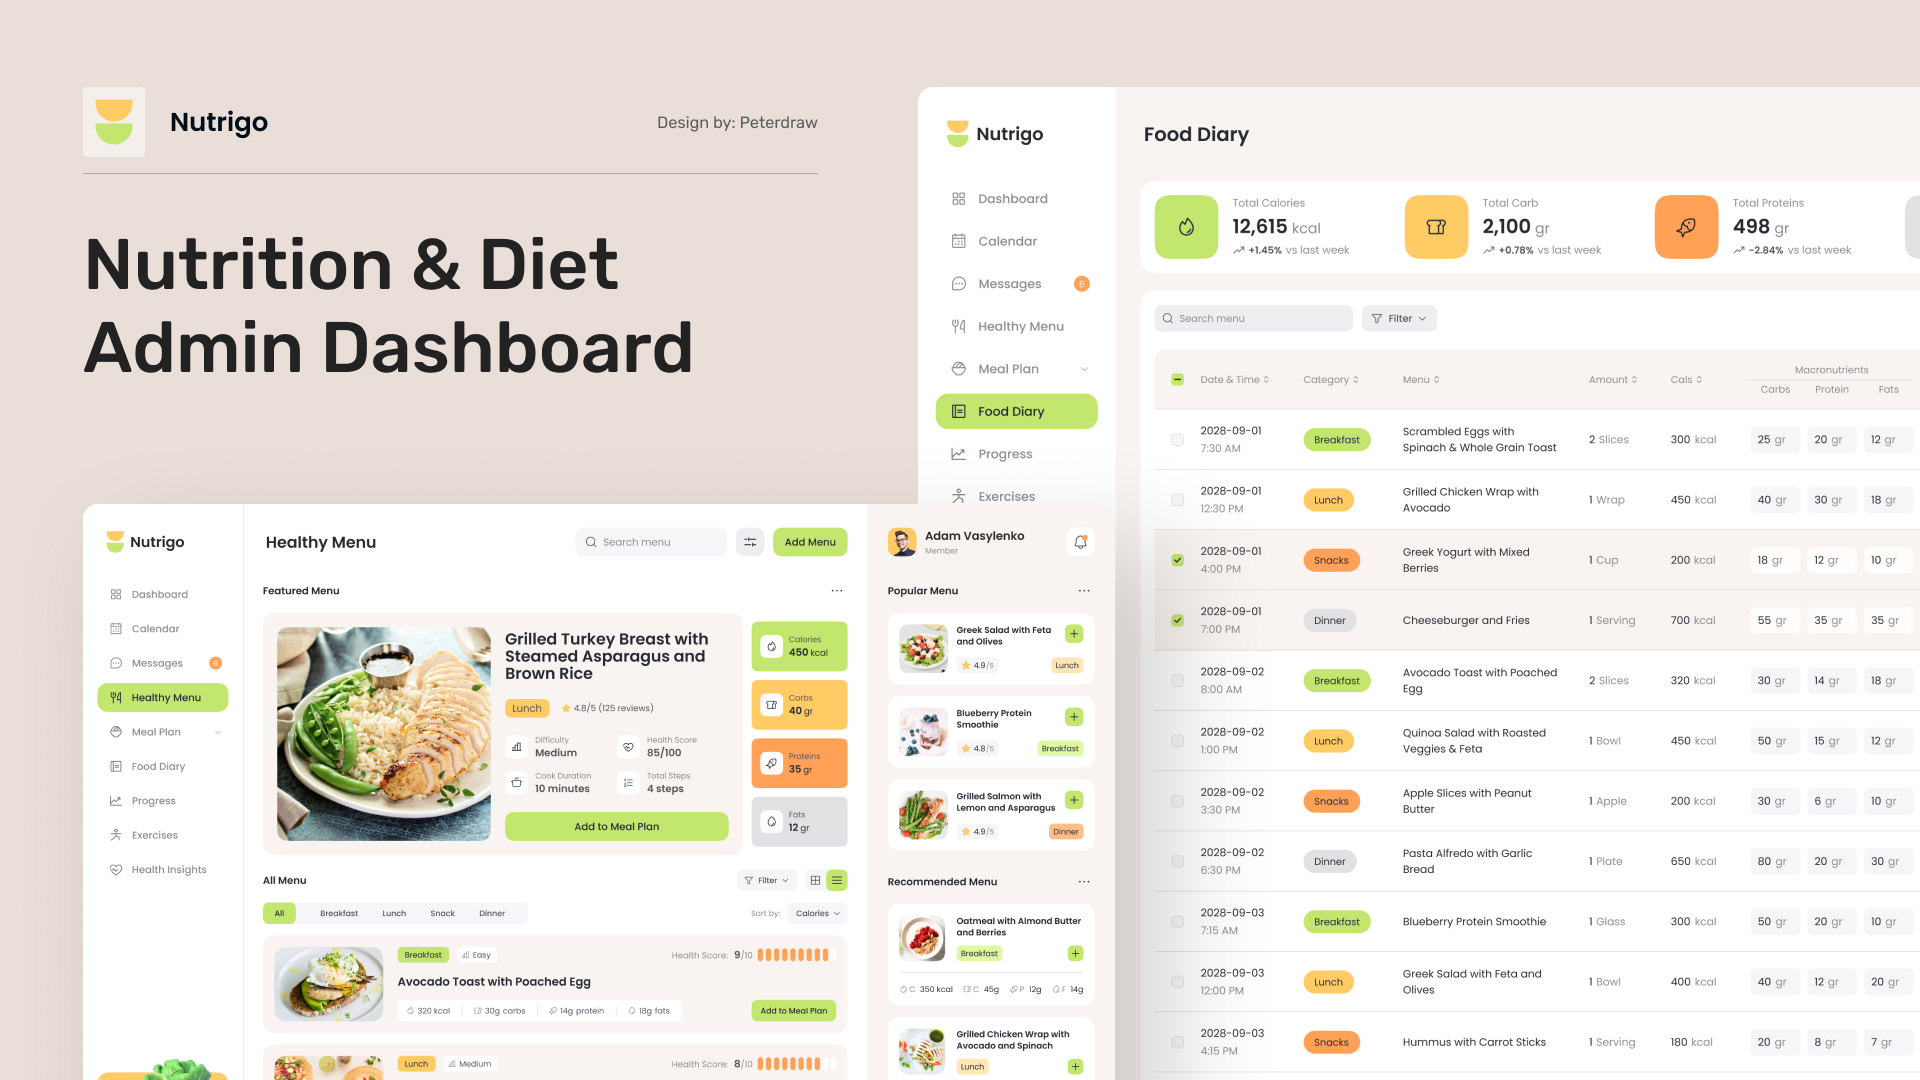 Nutrigo
Design by: Peterdraw
Nutrition & Diet
Admin Dashboard
Nutrigo
Dashboard
Calendar
Messages 6
Healthy Menu
Meal Plan
Food Diary
Progress
Exercises
Food Diary
Total Calories
12,615 kcal
+1.45% vs last week
Total Carb
2,100 gr
+0.78% vs last week
Total Proteins
498 gr
-2.84% vs last week
Search menu
Filter
Date & Time Category Menu Amount Cals Macronutrients
Carbs Protein Fats
2028-09-01 7:30 AM Breakfast Scrambled Eggs with Spinach & Whole Grain Toast 2 Slices 300 kcal 25 gr 20 gr 12 gr
2028-09-01 12:30 PM Lunch Grilled Chicken Wrap with Avocado 1 Wrap 450 kcal 40 gr 30 gr 18 gr
2028-09-01 4:00 PM Snacks Greek Yogurt with Mixed Berries 1 Cup 200 kcal 18 gr 12 gr 10 gr
2028-09-01 7:00 PM Dinner Cheeseburger and Fries 1 Serving 700 kcal 55 gr 35 gr 35 gr
2028-09-02 8:00 AM Breakfast Avocado Toast with Poached Egg 2 Slices 320 kcal 30 gr 14 gr 18 gr
2028-09-02 1:00 PM Lunch Quinoa Salad with Roasted Veggies & Feta 1 Bowl 450 kcal 50 gr 15 gr 12 gr
2028-09-02 3:30 PM Snacks Apple Slices with Peanut Butter 1 Apple 200 kcal 30 gr 6 gr 10 gr
2028-09-02 6:30 PM Dinner Pasta Alfredo with Garlic Bread 1 Plate 650 kcal 80 gr 20 gr 30 gr
2028-09-03 7:15 AM Breakfast Blueberry Protein Smoothie 1 Glass 300 kcal 50 gr 20 gr 10 gr
2028-09-03 12:00 PM Lunch Greek Salad with Feta and Olives 1 Bowl 400 kcal 40 gr 12 gr 20 gr
2028-09-03 4:15 PM Snacks Hummus with Carrot Sticks 1 Serving 180 kcal 20 gr 8 gr 7 gr
Nutrigo
Dashboard
Calendar
Messages 6
Healthy Menu
Meal Plan
Food Diary
Progress
Exercises
Health Insights
Healthy Menu
Search menu
Add Menu
Featured Menu
Grilled Turkey Breast with
Steamed Asparagus and
Brown Rice
Lunch 4.8/5 (125 reviews)
Difficulty
Medium
Health Score
85/100
Cook Duration
10 minutes
Total Steps
4 steps
Add to Meal Plan
Calories
450 kcal
Carbs
40 gr
Proteins
35 gr
Fats
12 gr
All Menu
Filter
All Breakfast Lunch Snack Dinner
Sort by: Calories
Breakfast Easy
Health Score: 9/10
Avocado Toast with Poached Egg
320 kcal 30g carbs 14g protein 18g fats
Add to Meal Plan
Lunch Medium
Health Score: 8/10
Adam Vasylenko
Member
Popular Menu
Greek Salad with Feta
and Olives
4.9/5 Lunch
Blueberry Protein
Smoothie
4.8/5 Breakfast
Grilled Salmon with
Lemon and Asparagus
4.9/5 Dinner
Recommended Menu
Oatmeal with Almond Butter
and Berries
Breakfast
C 350 kcal C 45g P 12g F 14g
Grilled Chicken Wrap with
Avocado and Spinach
Lunch